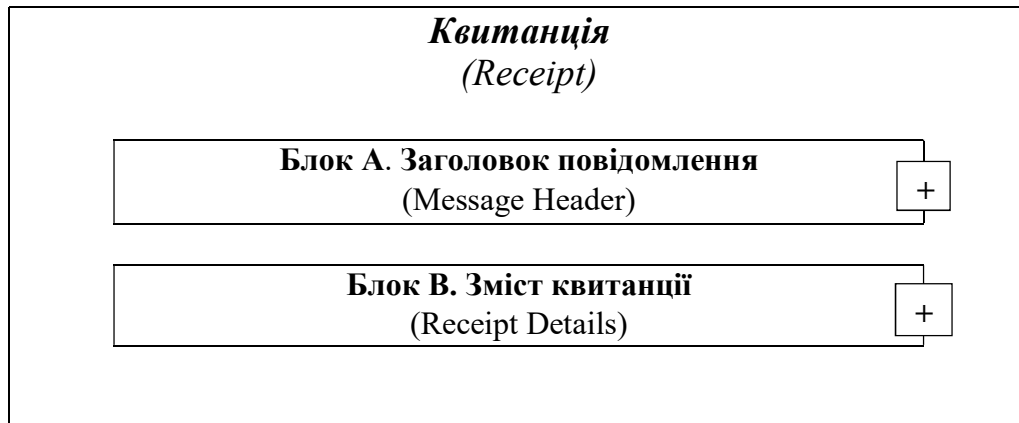 Квитанція
(Receipt)
Блок А. Заголовок повідомлення
(Message Header)
+
Блок В. Зміст квитанції
(Receipt Details)
+